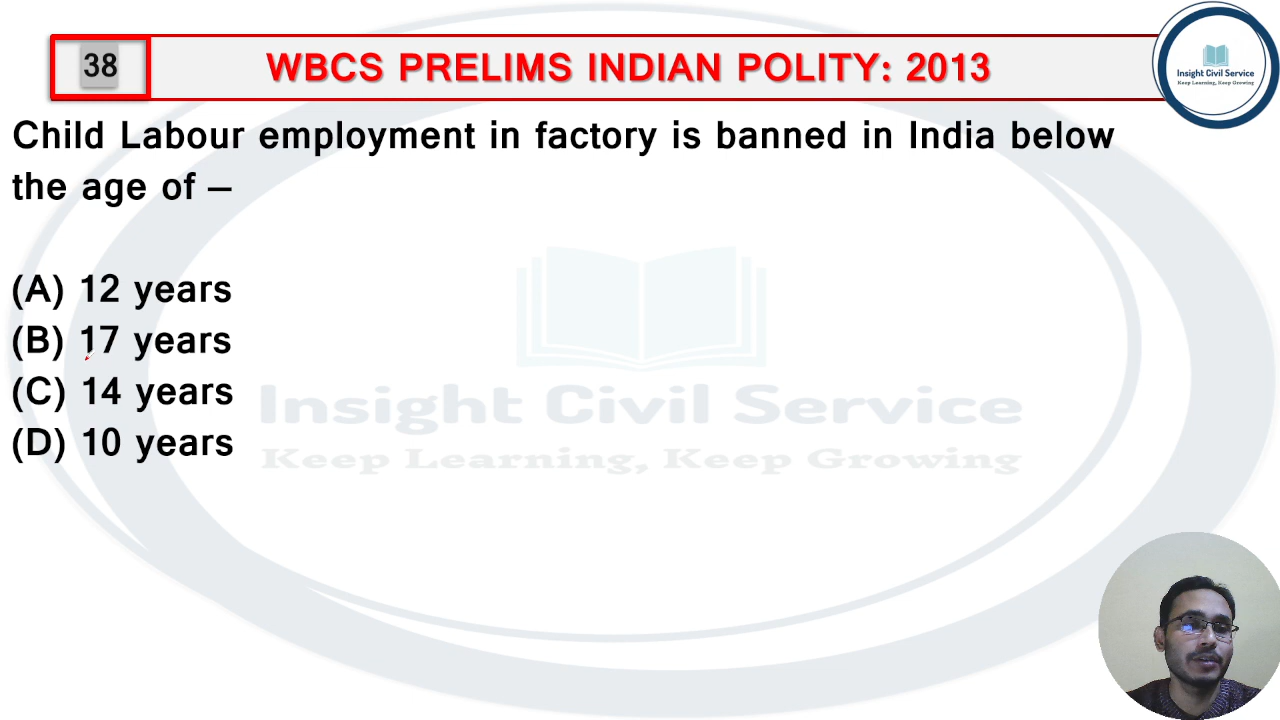 38
WBCS PRELIMS INDIAN POLITY: 2013
Insight Civil Service
Keep Learning, Keep Growing
Child Labour employment in factory is banned in India below
the age of –
(A) 12 years
(B) 17 years
(C) 14 years
(D) 10 years
Insight Civil Service
Keep Learning, Keep Growing